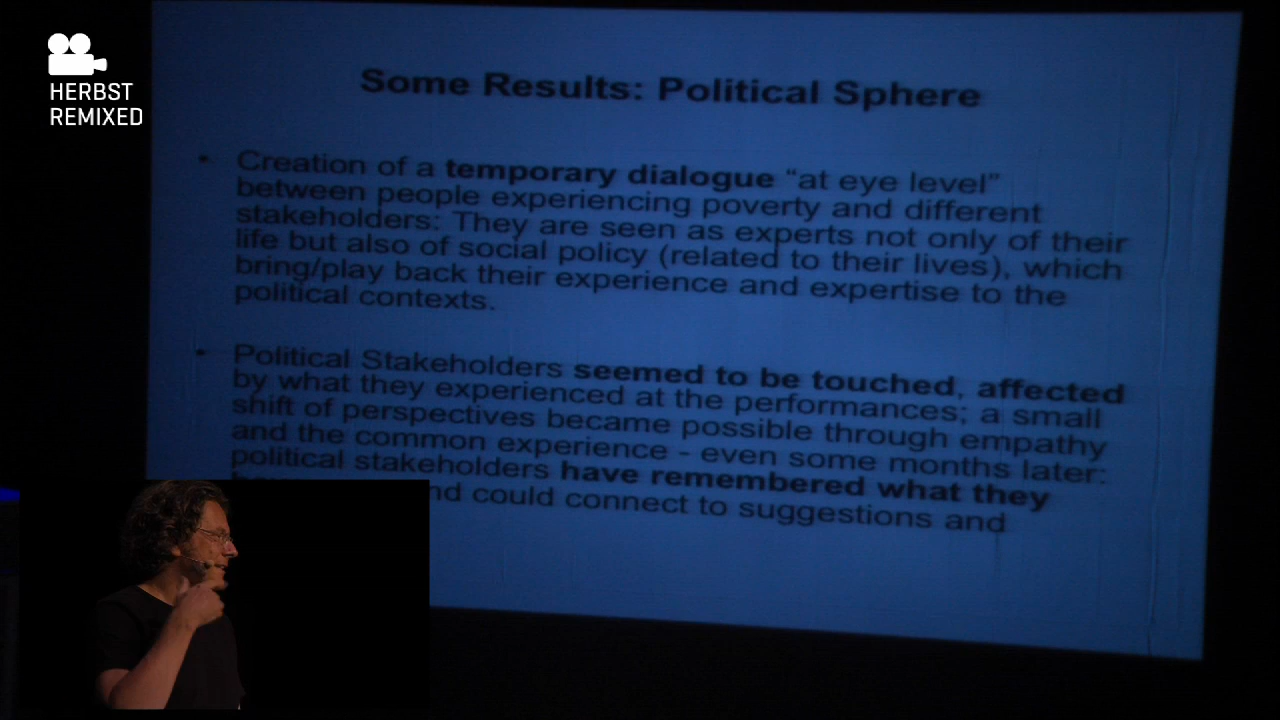 HERBST
REMIXED
Some Results: Political Sphere
• Creation of a temporary dialogue “at eye level”
between people experiencing poverty and different
stakeholders: They are seen as experts not only of their
life but also of social policy (related to their lives), which
bring/play back their experience and expertise to the
political contexts.
• Political Stakeholders seemed to be touched, affected
by what they experienced at the performances; a small
shift of perspectives became possible through empathy
and the common experience - even some months later:
political stakeholders have remembered what they
could connect to suggestions and